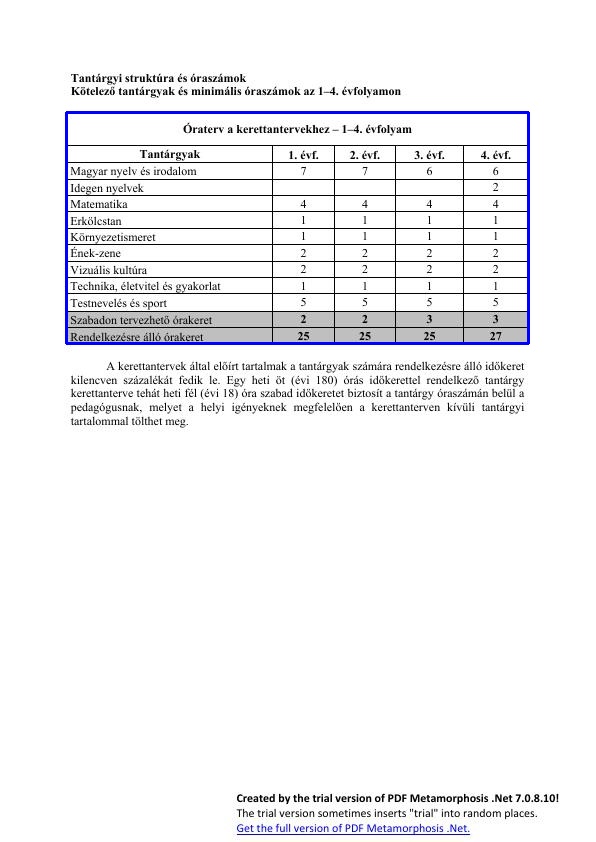 Tantárgyi struktúra és óraszámok
Kötelező tantárgyak és minimális óraszámok az 1–4. évfolyamon
Óraterv a kerettantervekhez – 1–4. évfolyam
Tantárgyak 1. évf. 2. évf. 3. évf. 4. évf.
Magyar nyelv és irodalom 7 7 6 6
Idegen nyelvek 2
Matematika 4 4 4 4
Erkölcstan 1 1 1 1
Környezetismeret 1 1 1 1
Ének-zene 2 2 2 2
Vizuális kultúra 2 2 2 2
Technika, életvitel és gyakorlat 1 1 1 1
Testnevelés és sport 5 5 5 5
Szabadon tervezhető órakeret 2 2 3 3
Rendelkezésre álló órakeret 25 25 25 27
A kerettantervek által előírt tartalmak a tantárgyak számára rendelkezésre álló időkeret
kilencven százalékát fedik le. Egy heti öt (évi 180) órás időkerettel rendelkező tantárgy
kerettanterve tehát heti fél (évi 18) óra szabad időkeretet biztosít a tantárgy óraszámán belül a
pedagógusnak, melyet a helyi igényeknek megfelelően a kerettanterven kívüli tantárgyi
tartalommal tölthet meg.
Created by the trial version of PDF Metamorphosis .Net 7.0.8.10!
The trial version sometimes inserts "trial" into random places.
Get the full version of PDF Metamorphosis .Net.